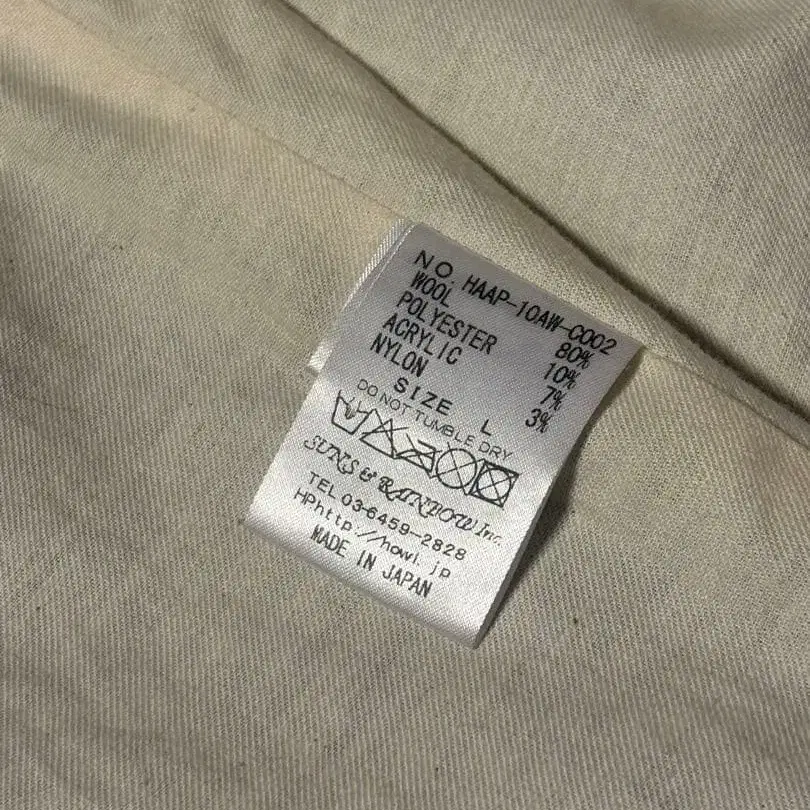 NO. HAAP-10AW-C002
WOOL 80%
POLYESTER 10%
ACRYLIC 7%
NYLON 3%
SIZE L
DO NOT TUMBLE DRY
SUNS & RAINBOW Inc.
TEL 03-6459-2828
HPhttp://howl.jp
MADE IN JAPAN